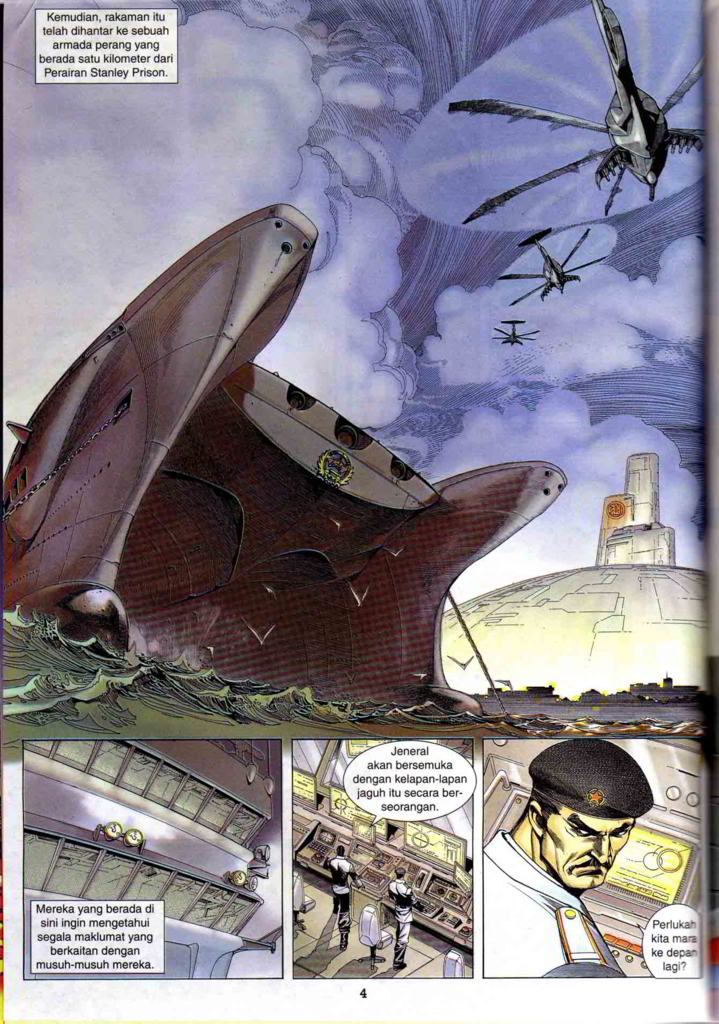 Kemudian, rakaman itu
telah dihantar ke sebuah
armada perang yang
berada satu kilometer dari
Perairan Stanley Prison.
Mereka yang berada di
sini ingin mengetahui
segala maklumat yang
berkaitan dengan
musuh-musuh mereka.
Jeneral
akan bersemuka
dengan kelapan-lapan
jaguh itu secara ber-
seorangan.
Perlukah
kita mara
ke depan
lagi?
4